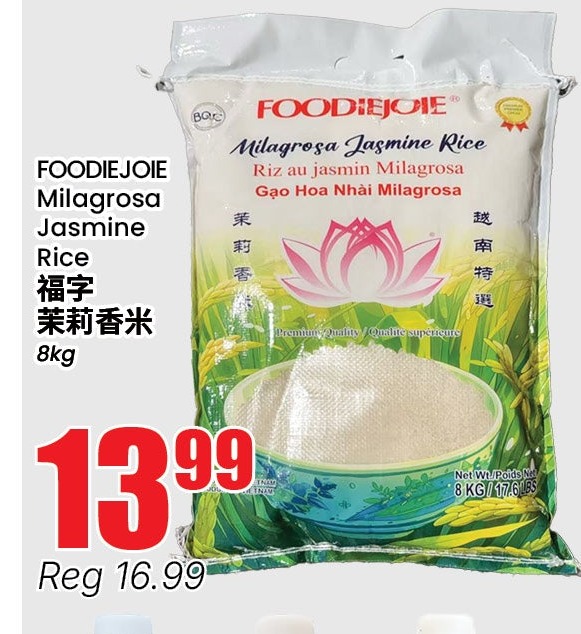 FOODIEJOIE
Milagrosa
Jasmine
Rice
福字
茉莉香米
8kg
13.99
Reg 16.99
BQIC
FOODIEJOIE®
Milagrosa Jasmine Rice
Riz au jasmin Milagrosa
Gạo Hoa Nhài Milagrosa
茉莉香米
越南特選
Premium Quality / Qualité supérieure
Net Wt./Poids Net
8 KG / 17.6 LBS